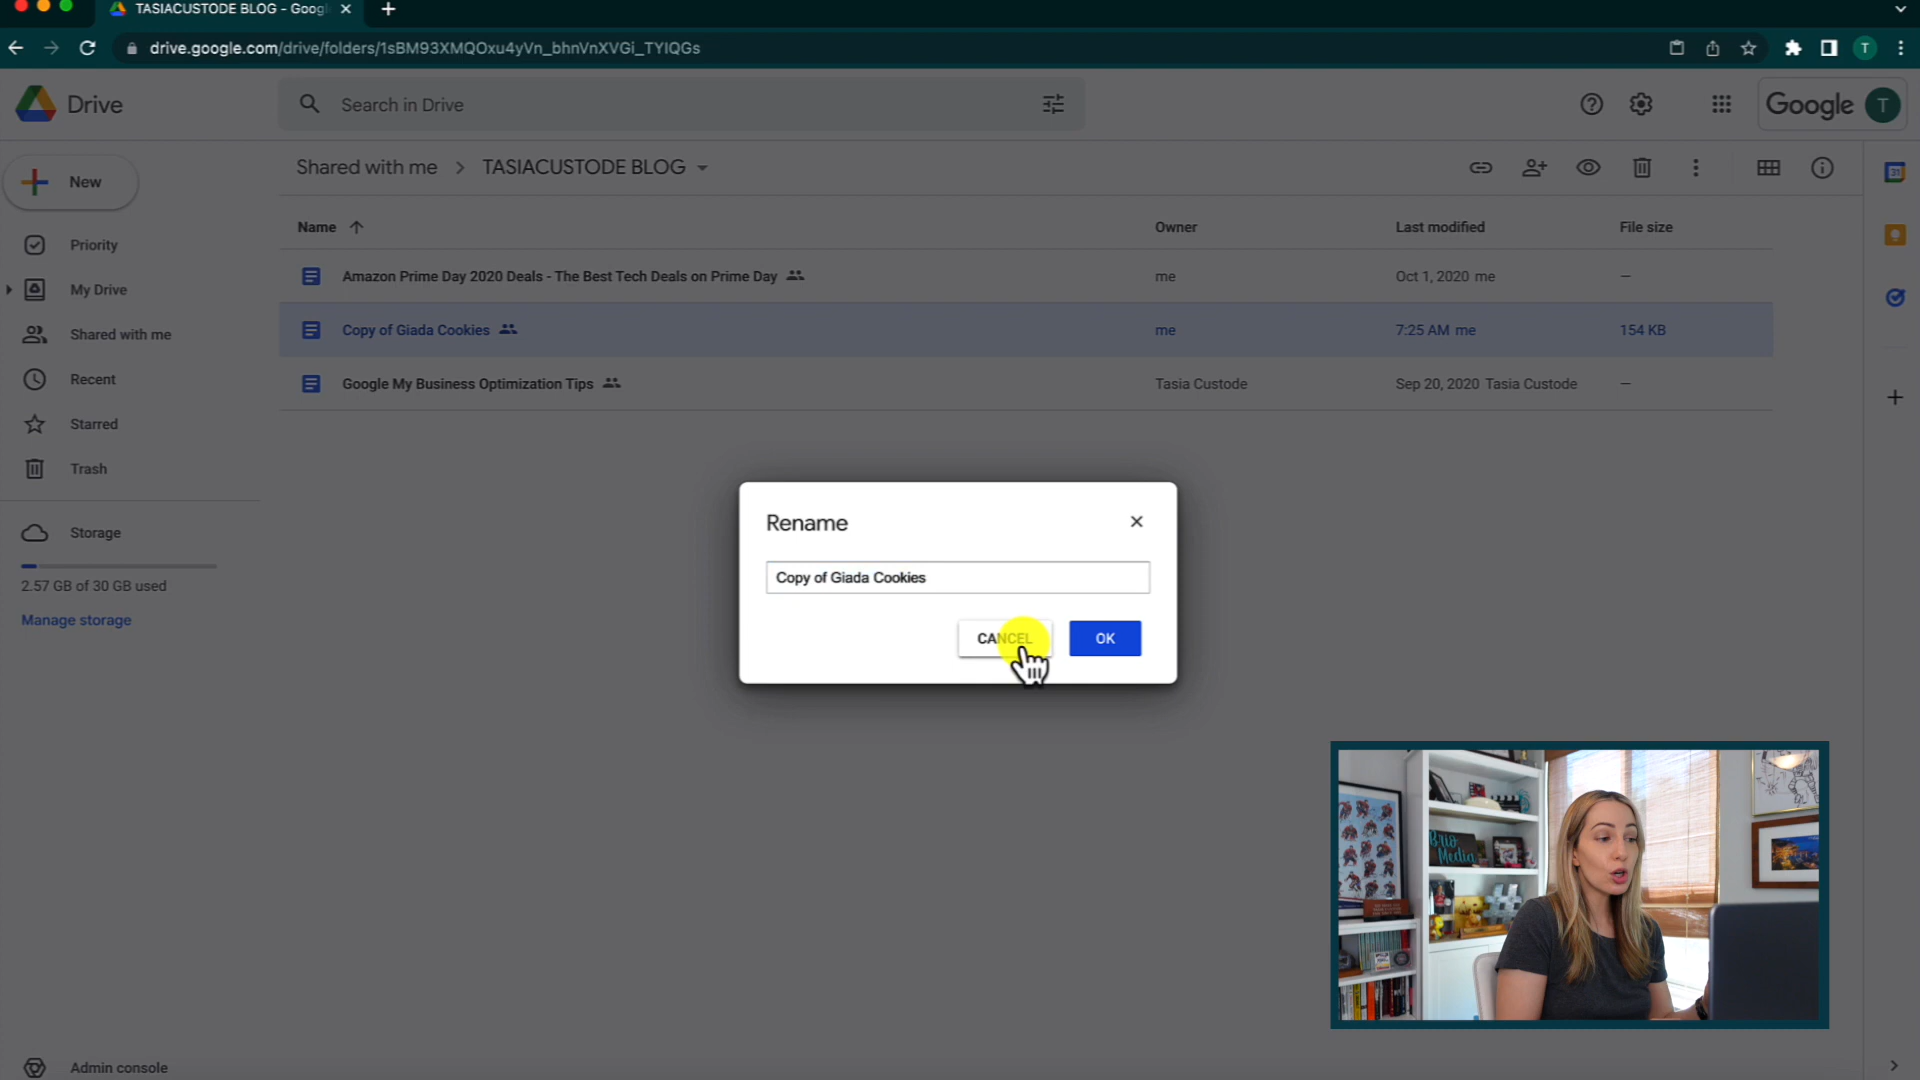 TASIACUSTODE BLOG - Googl
drive.google.com/drive/folders/1sBM93XMQOxu4yVn_bhnVnXVGi_TYIQGs
T
Drive
Search in Drive
Google T
New
Shared with me > TASIACUSTODE BLOG
Name Owner Last modified File size
Priority
My Drive
Shared with me
Recent
Starred
Trash
Storage
2.57 GB of 30 GB used
Manage storage
Admin console
Amazon Prime Day 2020 Deals - The Best Tech Deals on Prime Day me Oct 1, 2020 me —
Copy of Giada Cookies me 7:25 AM me 154 KB
Google My Business Optimization Tips Tasia Custode Sep 20, 2020 Tasia Custode —
31
Rename
Copy of Giada Cookies
CANCEL OK
Brio
Media